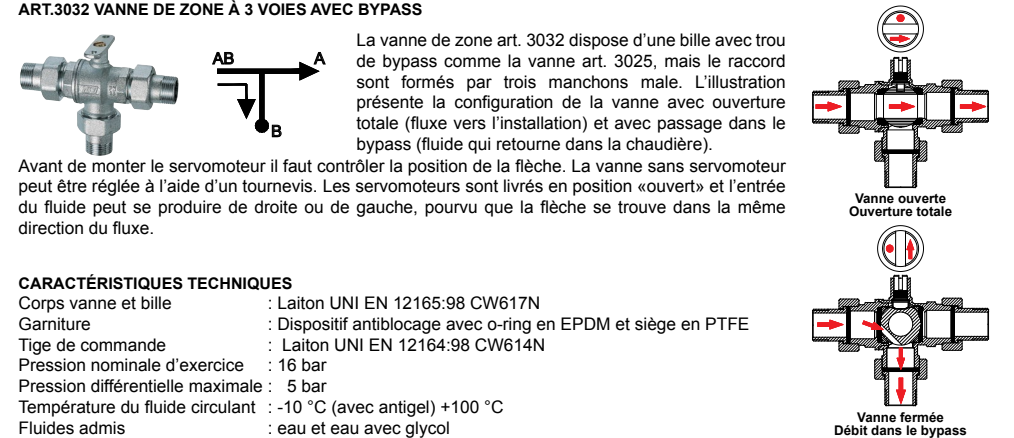 ART.3032 VANNE DE ZONE À 3 VOIES AVEC BYPASS
AB
A
B
La vanne de zone art. 3032 dispose d'une bille avec trou
de bypass comme la vanne art. 3025, mais le raccord
sont formés par trois manchons male. L'illustration
présente la configuration de la vanne avec ouverture
totale (fluxe vers l'installation) et avec passage dans le
bypass (fluide qui retourne dans la chaudière).
Avant de monter le servomoteur il faut contrôler la position de la flèche. La vanne sans servomoteur
peut être réglée à l'aide d'un tournevis. Les servomoteurs sont livrés en position «ouvert» et l'entrée
du fluide peut se produire de droite ou de gauche, pourvu que la flèche se trouve dans la même
direction du fluxe.
Vanne ouverte
Ouverture totale
CARACTÉRISTIQUES TECHNIQUES
Corps vanne et bille : Laiton UNI EN 12165:98 CW617N
Garniture : Dispositif antiblocage avec o-ring en EPDM et siège en PTFE
Tige de commande : Laiton UNI EN 12164:98 CW614N
Pression nominale d'exercice : 16 bar
Pression différentielle maximale : 5 bar
Température du fluide circulant : -10 °C (avec antigel) +100 °C
Fluides admis : eau et eau avec glycol
Vanne fermée
Débit dans le bypass